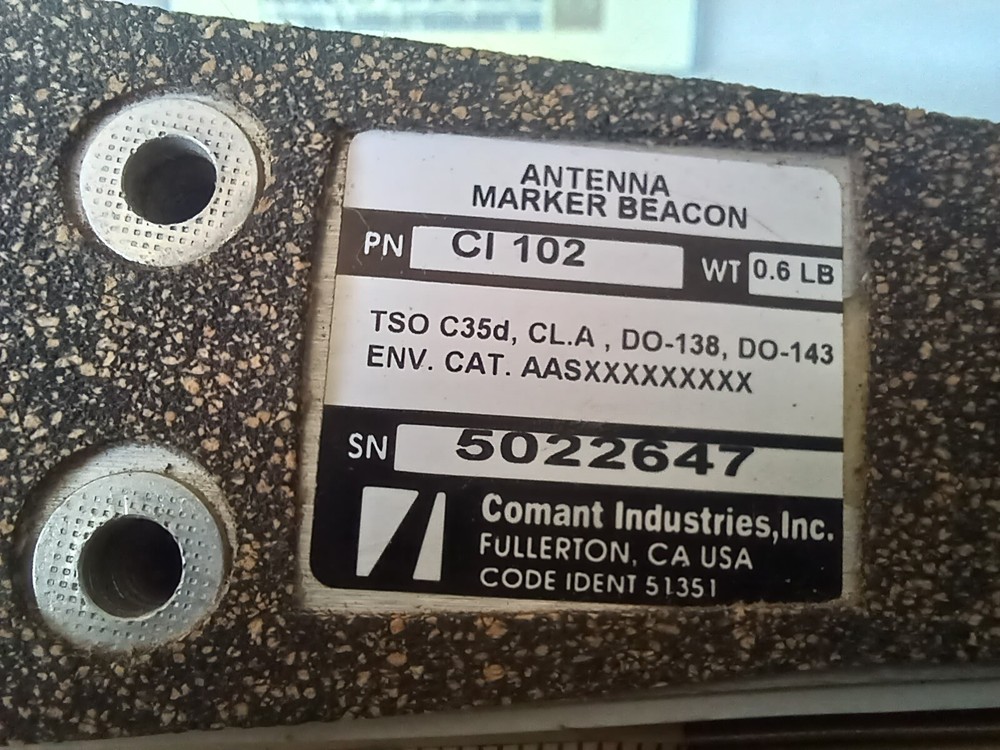 ANTENNA
MARKER BEACON
PN CI 102 WT 0.6 LB
TSO C35d, CL.A , DO-138, DO-143
ENV. CAT. AASXXXXXXXXX
SN 5022647
Comant Industries,Inc.
FULLERTON, CA USA
CODE IDENT 51351